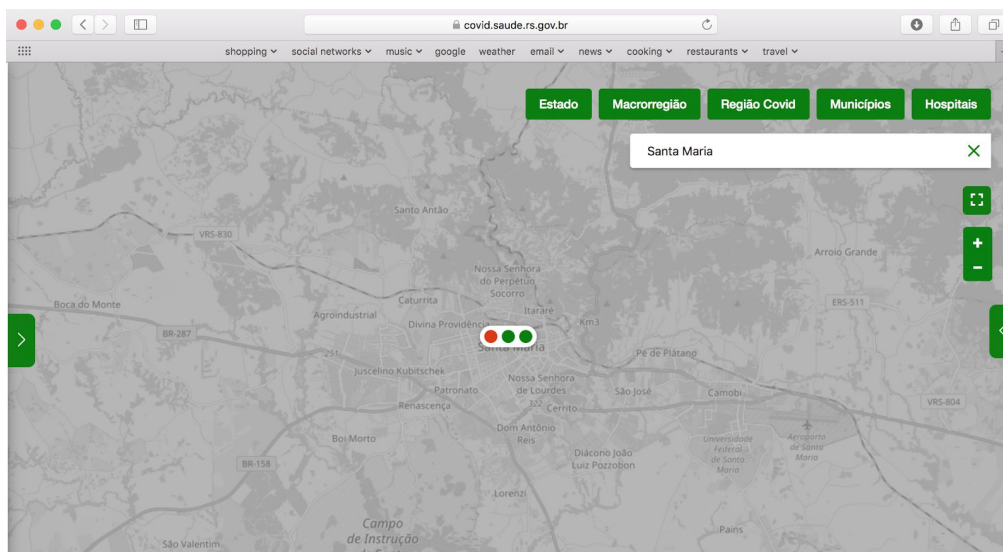 covid.saude.rs.gov.br
shopping social networks music google weather email news cooking restaurants travel
Estado Macrorregião Região Covid Municípios Hospitais
Santa Maria
Santo Antão
VRS-830
Arroio Grande
Nossa Senhora
do Perpétuo
Socorro
Boca do Monte
Caturrita
ERS-511
Itararé
Agroindustrial
Divina Providência
Km3
BR-287
Santa Maria
251
Pé de Plátano
Juscelino Kubitschek
Nossa Senhora
de Lourdes
Patronato
São José
Camobi
Renascença
322
Cerrito
VRS-804
Dom Antônio
Reis
Boi Morto
Universidade
Federal
de Santa
Maria
Aeroporto
de Santa
Maria
Diácono João
Luiz Pozzobon
BR-158
Lorenzi
Campo
de Instrução
Pains
São Valentim